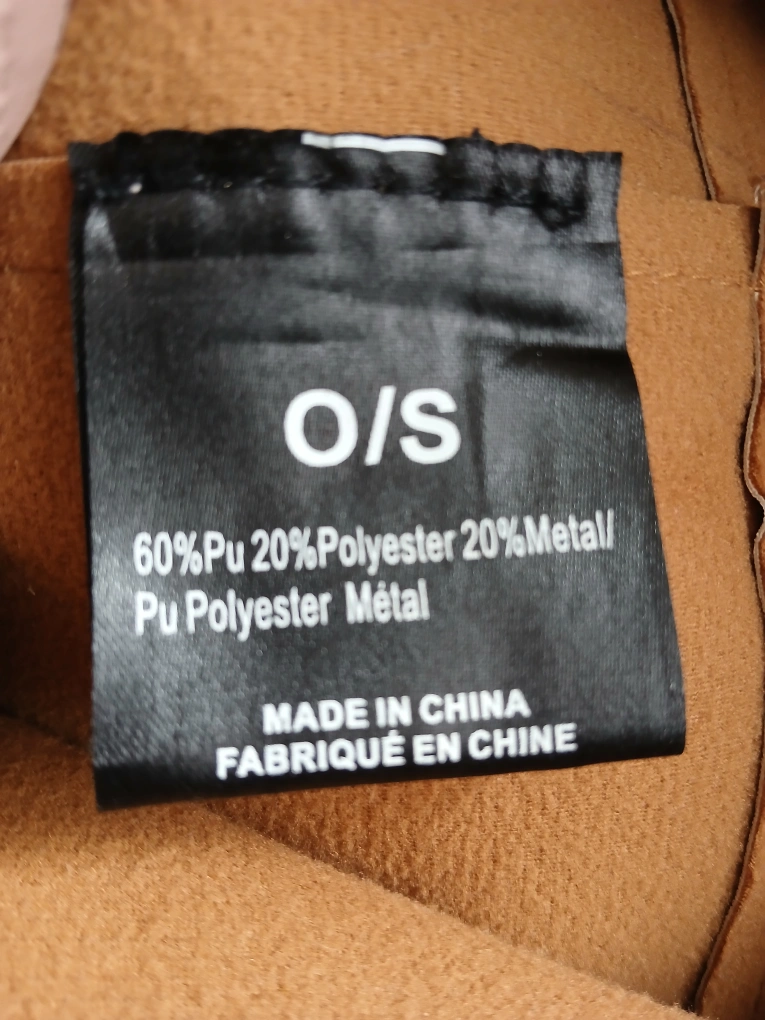 O/S
60%Pu 20%Polyester 20%Metal/
Pu Polyester Métal
MADE IN CHINA
FABRIQUÉ EN CHINE